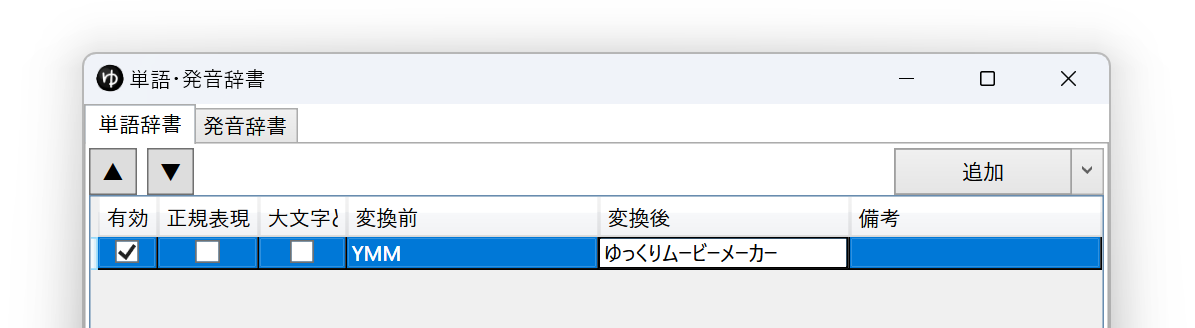 ゆ 単語・発音辞書
単語辞書 発音辞書
▲ ▼ 追加
有効 正規表現 大文字と 変換前 変換後 備考
YMM ゆっくりムービーメーカー